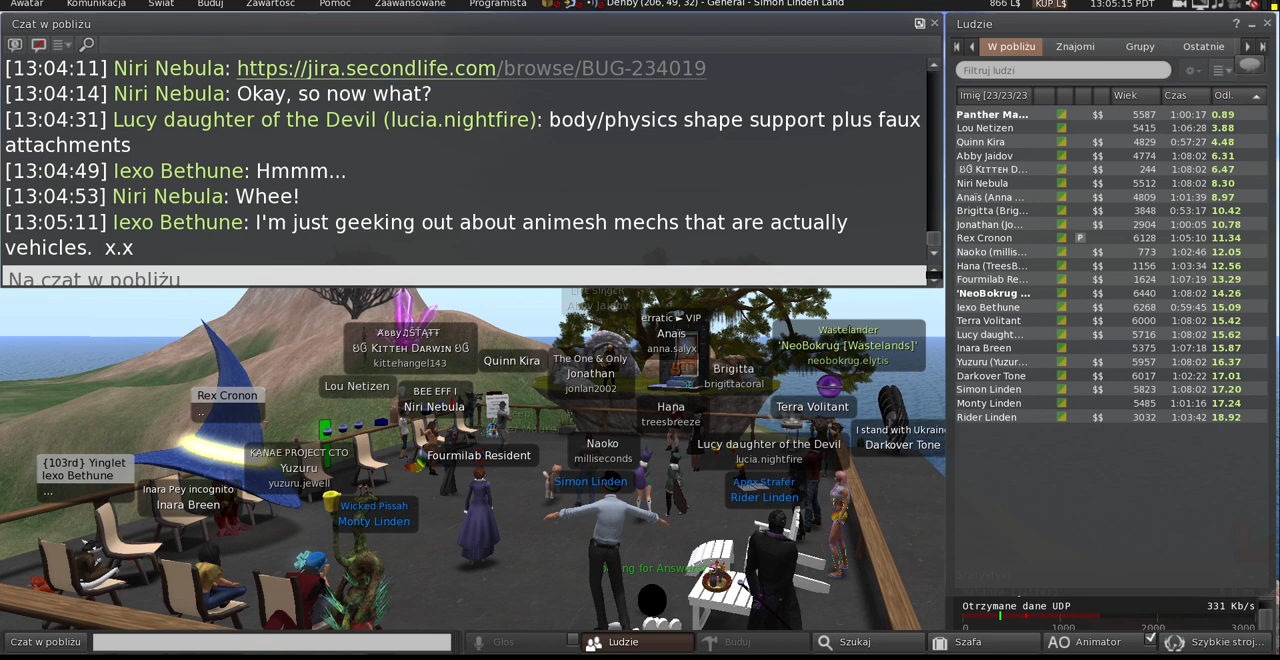 Awatar Komunikacja Świat Buduj Zawartość Pomoc Zaawansowane Programista Denby (206, 49, 32) - General - Simon Linden Land 866 L$ KUP L$ 13:05:15 PDT
Czat w pobliżu
[13:04:11] Niri Nebula: https://jira.secondlife.com/browse/BUG-234019
[13:04:14] Niri Nebula: Okay, so now what?
[13:04:31] Lucy daughter of the Devil (lucia.nightfire): body/physics shape support plus faux
attachments
[13:04:49] Iexo Bethune: Hmmm...
[13:04:53] Niri Nebula: Whee!
[13:05:11] Iexo Bethune: I'm just geeking out about animesh mechs that are actually
vehicles. x.x
Na czat w pobliżu
Ludzie
W pobliżu Znajomi Grupy Ostatnie
Filtruj ludzi
Imię [23/23/23 Wiek Czas Odl.
Panther Ma... $$ 5587 1:00:17 0.89
Lou Netizen 5415 1:06:28 3.88
Quinn Kira $$ 4829 0:57:27 4.48
Abby Jaidov $$ 4774 1:08:02 6.31
ᏰᎶ Kɪᴛᴛᴇʜ D... $$ 244 1:08:02 6.47
Niri Nebula $$ 5512 1:08:02 8.30
Anaïs (Anna ... $$ 4809 1:01:39 8.97
Brigitta (Brig... $$ 3848 0:53:17 10.42
Jonathan (Jo... $$ 2904 1:00:05 10.78
Rex Cronon P 6128 1:05:10 11.34
Naoko (millis... $$ 773 1:02:46 12.05
Hana (TreesB... $$ 1156 1:03:34 12.56
Fourmilab Re... $$ 1624 1:07:19 13.29
'NeoBokrug ... $$ 6440 1:08:02 14.26
Iexo Bethune $$ 6268 0:59:45 15.09
Terra Volitant $$ 6000 1:08:02 15.42
Lucy daught... $$ 5716 1:08:02 15.62
Inara Breen 5375 1:07:18 15.87
Yuzuru (Yuzur... $$ 5957 1:08:02 16.37
Darkover Tone $$ 6017 1:02:22 17.01
Simon Linden $$ 5823 1:08:02 17.20
Monty Linden 5485 1:01:16 17.24
Rider Linden $$ 3032 1:03:42 18.92
Otrzymane dane UDP 331 Kb/s
0 1000 2000 3000
Kɪᴛᴛᴇʜ Dᴀʀᴡɪɴ
kittehangel143
Quinn Kira
erratic ► VIP
Anaïs
anna.salyx
The One & Only
Jonathan
jonlan2002
Brigitta
brigittacoral
Wastelander
'NeoBokrug [Wastelands]'
neobokrug.elytis
Lou Netizen
Rex Cronon
..
BEE EFF I
Niri Nebula
Hana
treesbreeze
Terra Volitant
I stand with Ukraine
Darkover Tone
Naoko
milliseconds
Lucy daughter of the Devil
lucia.nightfire
Fourmilab Resident
KANAE PROJECT CTO
Yuzuru
yuzuru.jewell
{103rd} Yinglet
Iexo Bethune
...
Inara Pey incognito
Inara Breen
Wicked Pissah
Monty Linden
Simon Linden
Apex Strafer
Rider Linden
ng for Answers
Czat w pobliżu Głos Ludzie Buduj Szukaj Szafa AO Animator Szybkie stroj...